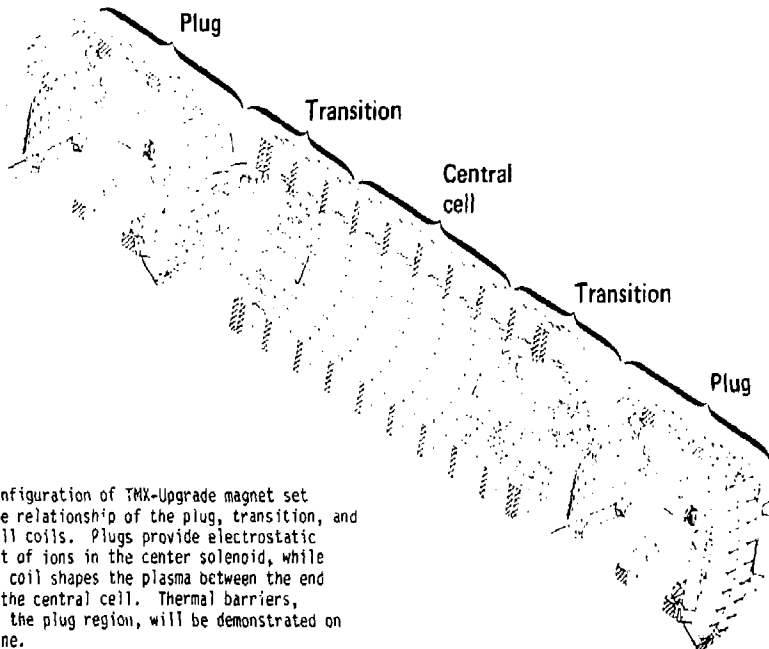 Plug
Transition
Central
cell
Transition
Plug
nfiguration of TMX-Upgrade magnet set
e relationship of the plug, transition, and
ll coils. Plugs provide electrostatic
t of ions in the center solenoid, while
coil shapes the plasma between the end
the central cell. Thermal barriers,
the plug region, will be demonstrated on
ne.